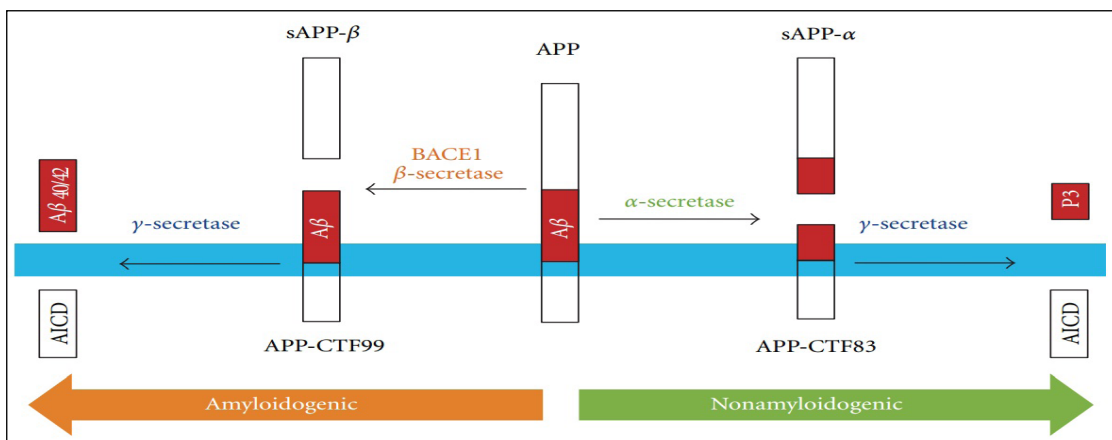 sAPP-β
APP
sAPP-α
BACE1
β-secretase
α-secretase
Aβ 40/42
γ-secretase
Aβ
Aβ
γ-secretase
P3
AICD
APP-CTF99
APP-CTF83
AICD
Amyloidogenic
Nonamyloidogenic